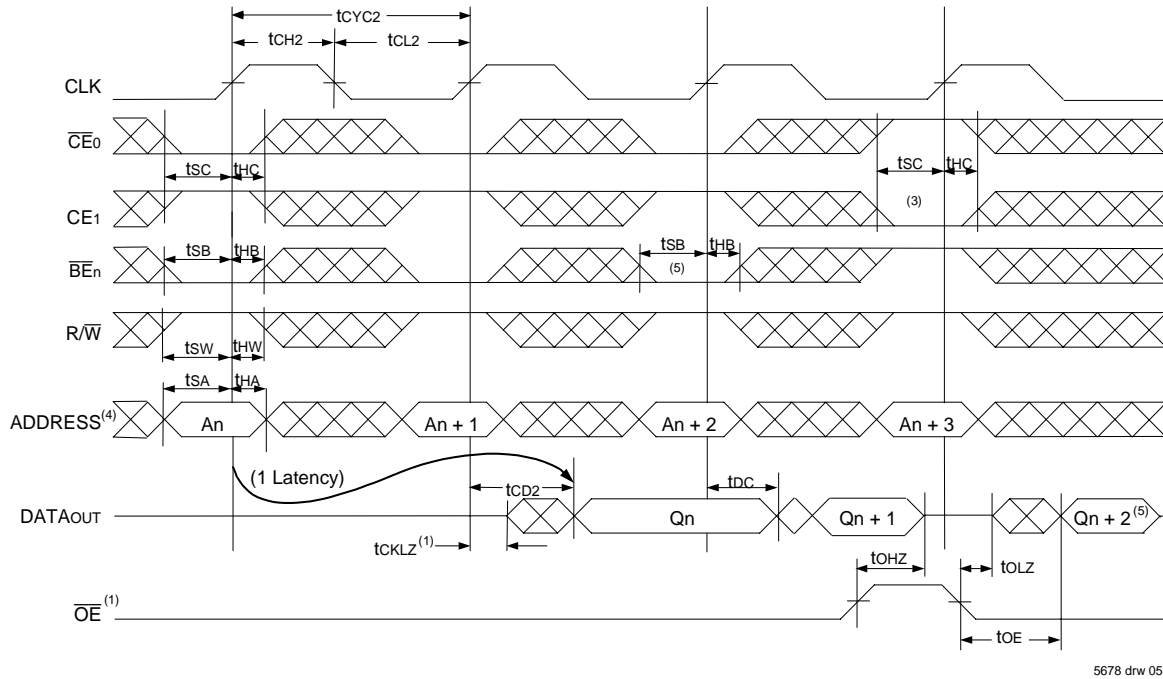 tCYC2
tCH2 tCL2
CLK
CE0
tSC tHC tSC tHC
CE1 (3)
tSB tHB tSB tHB
BEn (5)
R/W
tSW tHW
tSA tHA
ADDRESS(4) An An + 1 An + 2 An + 3
(1 Latency) tCD2 tDC
DATAOUT Qn Qn + 1 Qn + 2(5)
tCKLZ(1)
tOHZ tOLZ
OE(1)
tOE
5678 drw 05